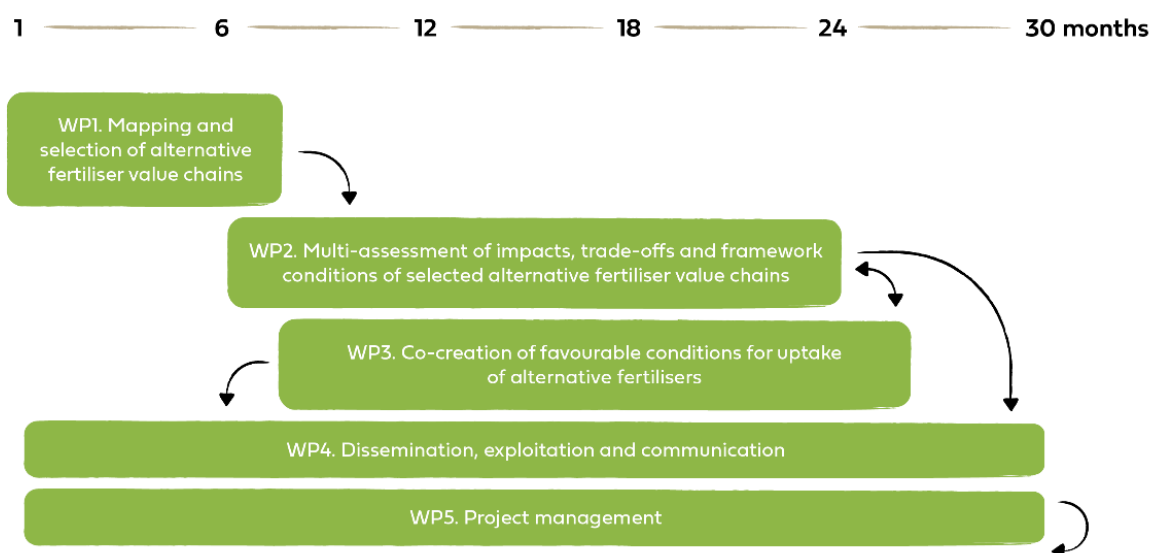 1 6 12 18 24 30 months
WP1. Mapping and
selection of alternative
fertiliser value chains
WP2. Multi-assessment of impacts, trade-offs and framework
conditions of selected alternative fertiliser value chains
WP3. Co-creation of favourable conditions for uptake
of alternative fertilisers
WP4. Dissemination, exploitation and communication
WP5. Project management